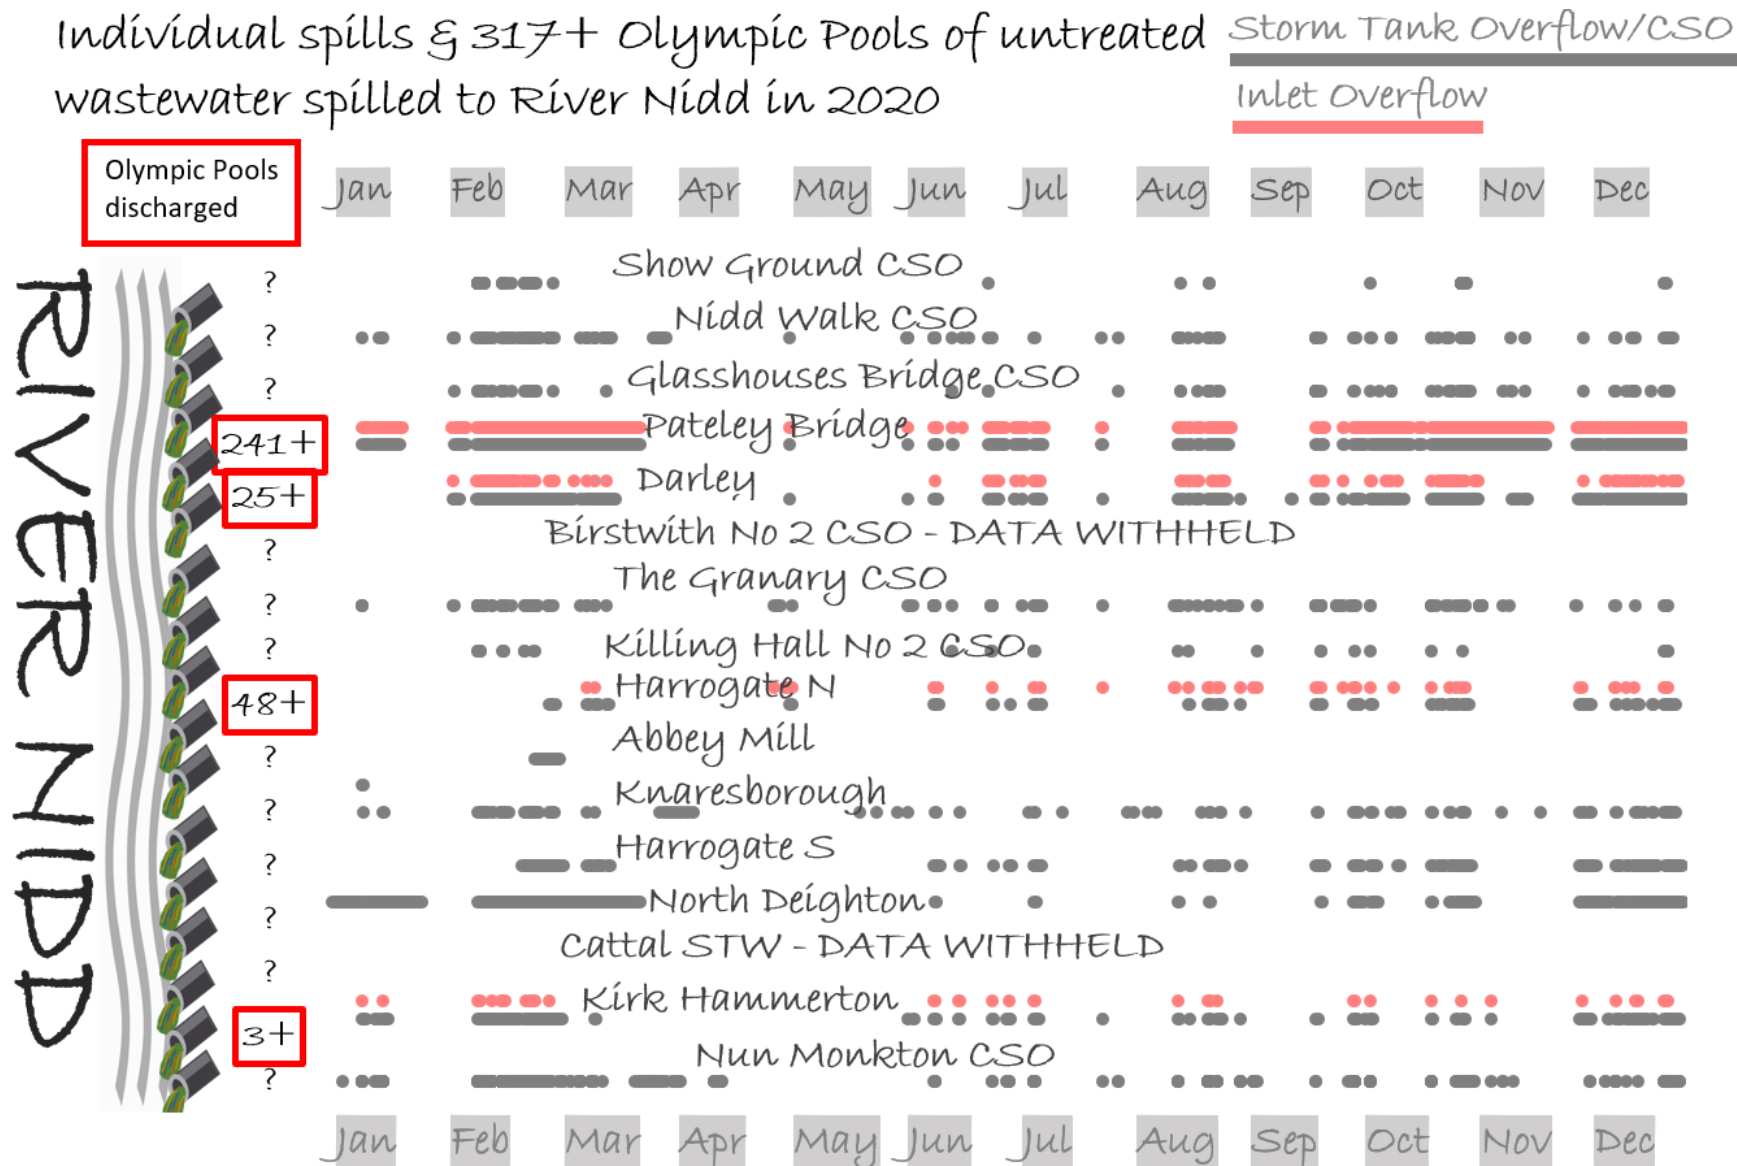 Individual spills & 317+ Olympic Pools of untreated
wastewater spilled to River Nidd in 2020
Storm Tank Overflow/CSO
Inlet Overflow
Olympic Pools
discharged
Jan Feb Mar Apr May Jun Jul Aug Sep Oct Nov Dec
RIVER NIDD
? Show Ground CSO
? Nidd Walk CSO
? Glasshouses Bridge CSO
241+ Pateley Bridge
25+ Darley
? Birstwith No 2 CSO - DATA WITHHELD
? The Granary CSO
? Killing Hall No 2 CSO
48+ Harrogate N
? Abbey Mill
? Knaresborough
? Harrogate S
? North Deighton
? Cattal STW - DATA WITHHELD
3+ Kirk Hammerton
? Nun Monkton CSO
Jan Feb Mar Apr May Jun Jul Aug Sep Oct Nov Dec